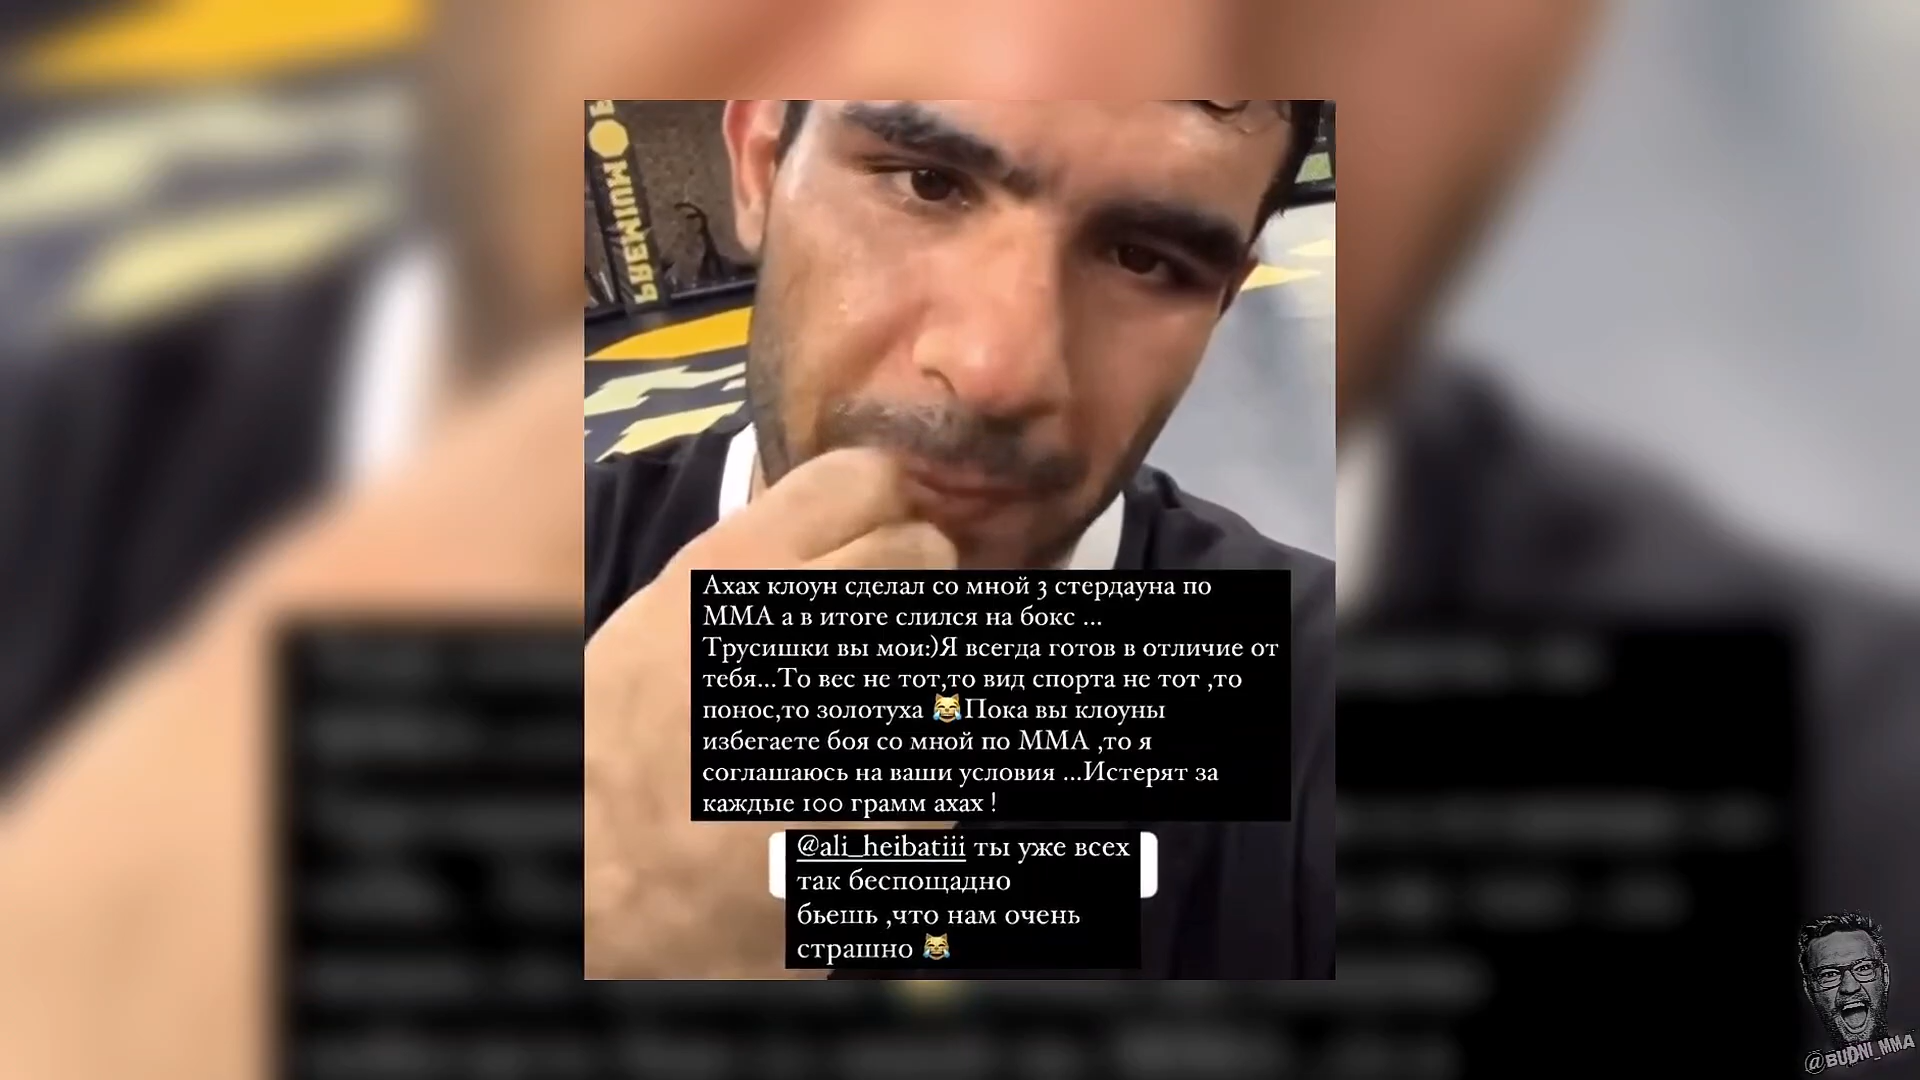 PREMIUM
Ахах клоун сделал со мной 3 стердауна по
ММА а в итоге слился на бокс ...
Трусишки вы мои:)Я всегда готов в отличие от
тебя...То вес не тот,то вид спорта не тот ,то
понос,то золотуха 😹Пока вы клоуны
избегаете боя со мной по ММА ,то я
соглашаюсь на ваши условия ...Истерят за
каждые 100 грамм ахах !
@ali_heibatiii ты уже всех
так беспощадно
бьешь ,что нам очень
страшно 😹
@BUDNI_MMA